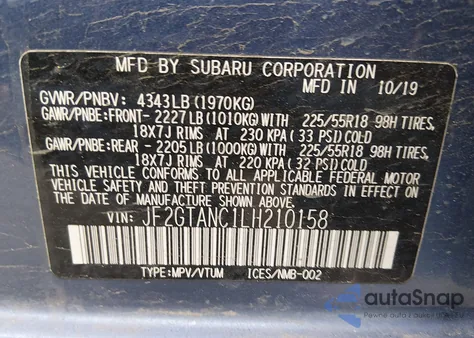 MFD BY SUBARU CORPORATION
GVWR/PNBV: 4343LB (1970KG) MFD IN 10/19
GAWR/PNBE: FRONT- 2227LB(1010KG) WITH 225/55R18 98H TIRES,
18X7J RIMS AT 230 KPA (33 PSI) COLD
GAWR/PNBE: REAR - 2205LB (1000KG) WITH 225/55R18 98H TIRES,
18X7J RIMS AT 220 KPA (32 PSI) COLD
THIS VEHICLE CONFORMS TO ALL APPLICABLE FEDERAL MOTOR
VEHICLE SAFETY, BUMPER, AND THEFT PREVENTION STANDARDS
IN EFFECT ON THE DATE OF MANUFACTURE SHOWN ABOVE.
VIN: JF2GTANC1LH210158
TYPE:MPV/VTUM ICES/NMB-002
autoSnap
Pewne auto z dowolnego